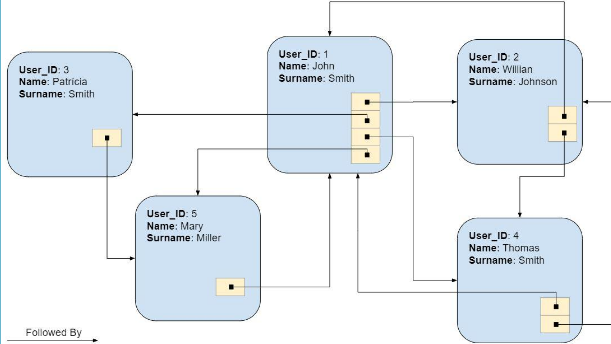 User_ID: 1
Name: John
Surname: Smith
User_ID: 2
Name: Willian
Surname: Johnson
User_ID: 3
Name: Patricia
Surname: Smith
User_ID: 5
Name: Mary
Surname: Miller
User_ID: 4
Name: Thomas
Surname: Smith
Followed By